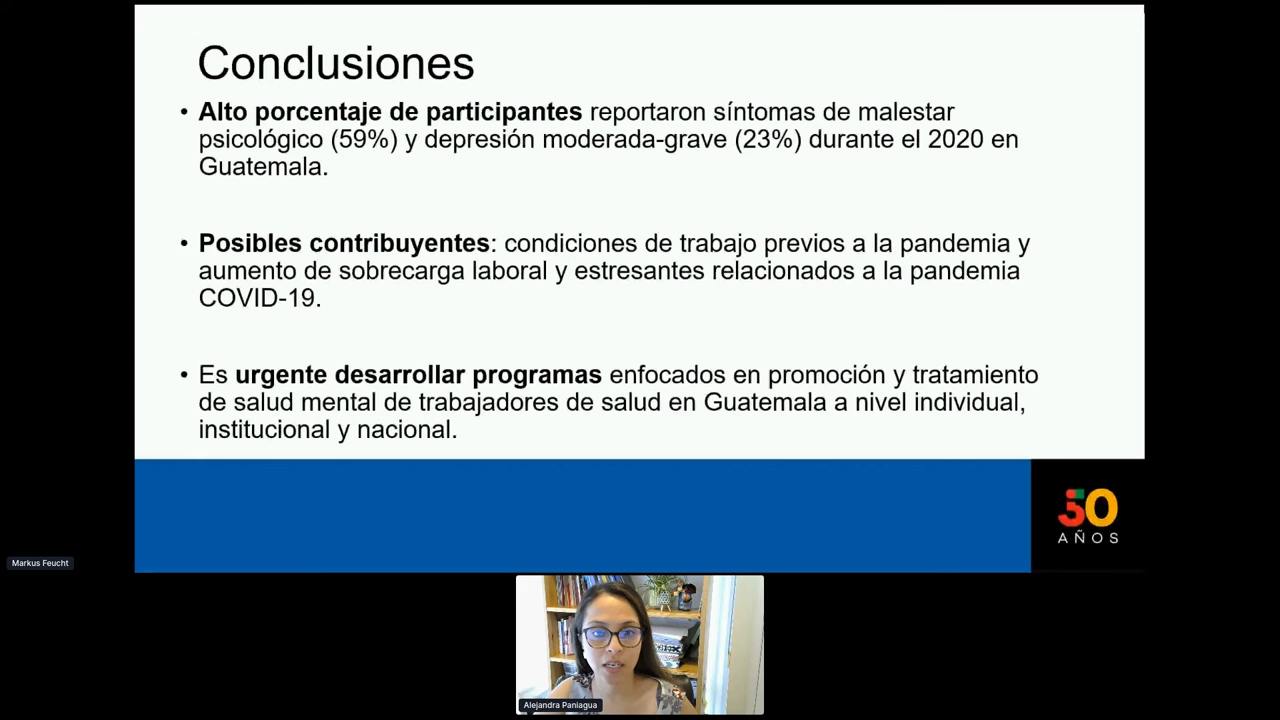 Conclusiones
• Alto porcentaje de participantes reportaron síntomas de malestar
psicológico (59%) y depresión moderada-grave (23%) durante el 2020 en
Guatemala.
• Posibles contribuyentes: condiciones de trabajo previos a la pandemia y
aumento de sobrecarga laboral y estresantes relacionados a la pandemia
COVID-19.
• Es urgente desarrollar programas enfocados en promoción y tratamiento
de salud mental de trabajadores de salud en Guatemala a nivel individual,
institucional y nacional.
50
AÑOS
Markus Feucht
Alejandra Paniagua